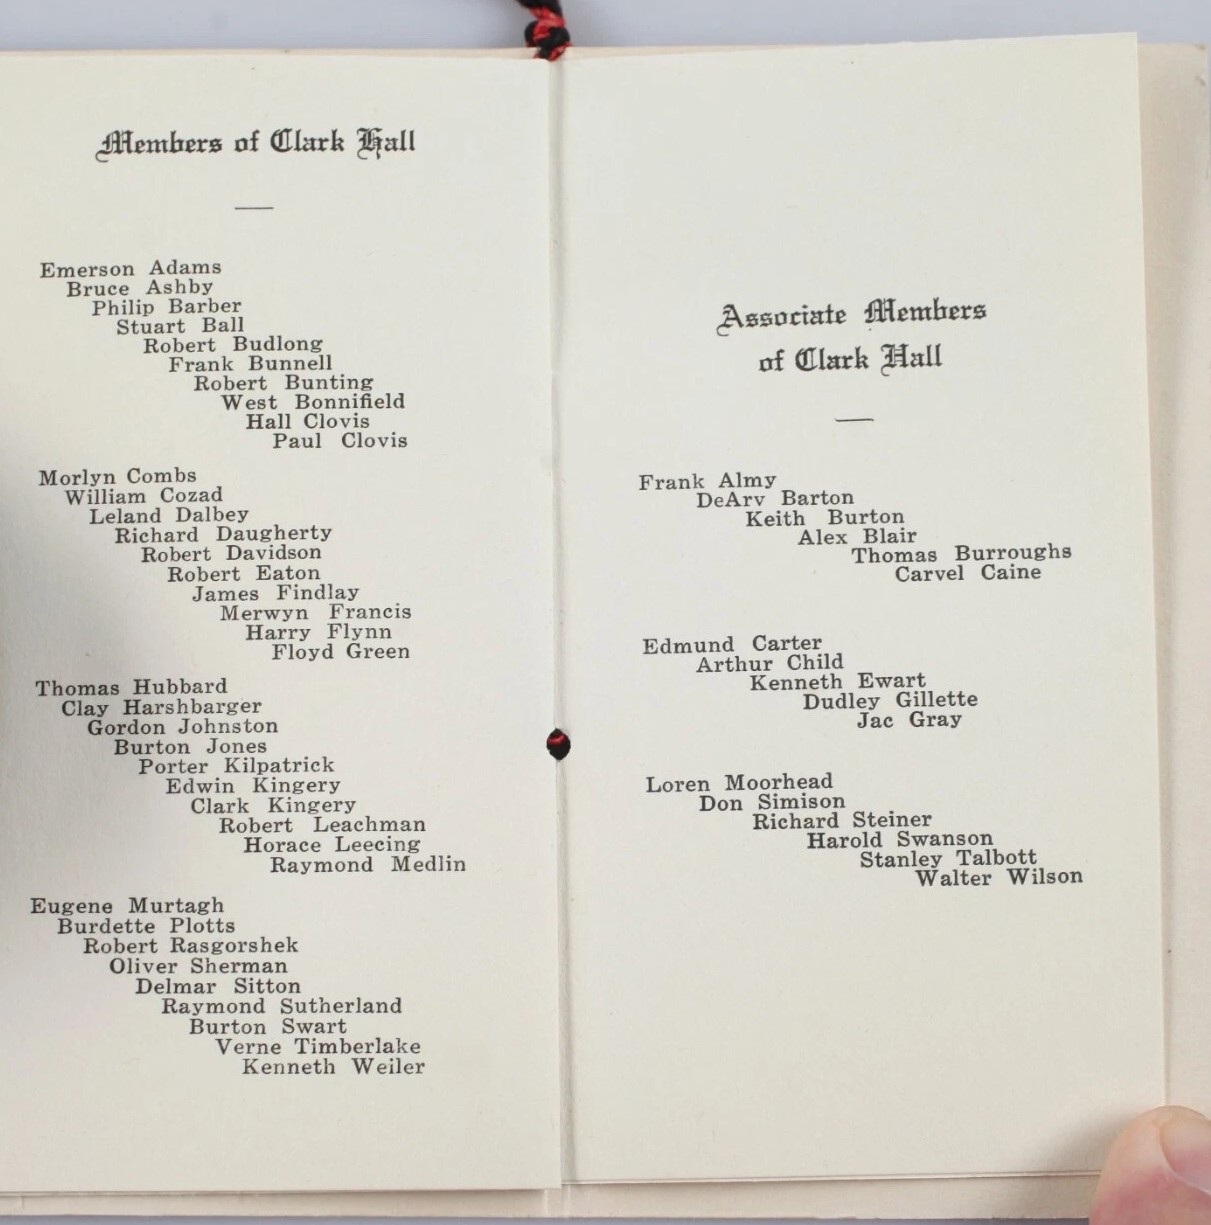 Members of Clark Hall
Emerson Adams
Bruce Ashby
Philip Barber
Stuart Ball
Robert Budlong
Frank Bunnell
Robert Bunting
West Bonnifield
Hall Clovis
Paul Clovis
Morlyn Combs
William Cozad
Leland Dalbey
Richard Daugherty
Robert Davidson
Robert Eaton
James Findlay
Merwyn Francis
Harry Flynn
Floyd Green
Thomas Hubbard
Clay Harshbarger
Gordon Johnston
Burton Jones
Porter Kilpatrick
Edwin Kingery
Clark Kingery
Robert Leachman
Horace Leecing
Raymond Medlin
Eugene Murtagh
Burdette Plotts
Robert Rasgorshek
Oliver Sherman
Delmar Sitton
Raymond Sutherland
Burton Swart
Verne Timberlake
Kenneth Weiler
Associate Members
of Clark Hall
Frank Almy
DeArv Barton
Keith Burton
Alex Blair
Thomas Burroughs
Carvel Caine
Edmund Carter
Arthur Child
Kenneth Ewart
Dudley Gillette
Jac Gray
Loren Moorhead
Don Simison
Richard Steiner
Harold Swanson
Stanley Talbott
Walter Wilson